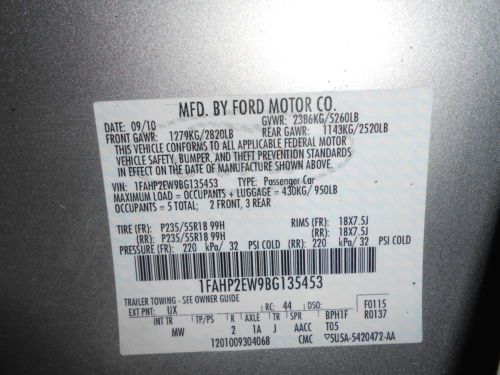 MFD. BY FORD MOTOR CO.
DATE: 09/10 GVWR: 2386KG/5260LB
FRONT GAWR: 1279KG/2820LB REAR GAWR: 1143KG/2520LB
THIS VEHICLE CONFORMS TO ALL APPLICABLE FEDERAL MOTOR
VEHICLE SAFETY, BUMPER, AND THEFT PREVENTION STANDARDS
IN EFFECT ON THE DATE OF MANUFACTURE SHOWN ABOVE.
VIN: 1FAHP2EW9BG135453 TYPE: Passenger Car
MAXIMUM LOAD = OCCUPANTS + LUGGAGE = 430KG/ 950LB
OCCUPANTS = 5 TOTAL; 2 FRONT, 3 REAR
TIRE (FR): P235/55R18 99H RIMS (FR): 18X7.5J
(RR): P235/55R18 99H (RR): 18X7.5J
PRESSURE (FR): 220 kPa/ 32 PSI COLD (RR): 220 kPa/ 32 PSI COLD
1FAHP2EW9BG135453
TRAILER TOWING - SEE OWNER GUIDE
EXT PNT: UX RC: 44 DSO: F0115
INT TR TP/PS R AXLE TR SPR BPH1F R0137
MW 2 1A J AACC T05
1201009304068 CMC ▽5U5A-5420472-AA